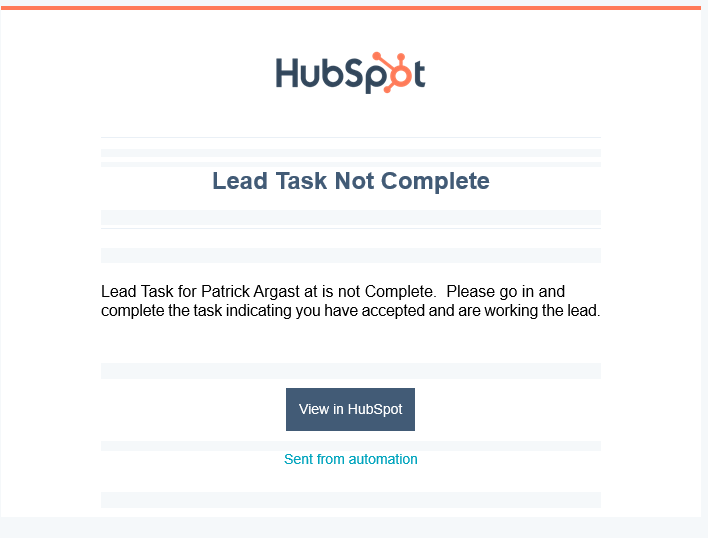 HubSpot
Lead Task Not Complete
Lead Task for Patrick Argast at is not Complete.  Please go in and
complete the task indicating you have accepted and are working the lead.
View in HubSpot
Sent from automation